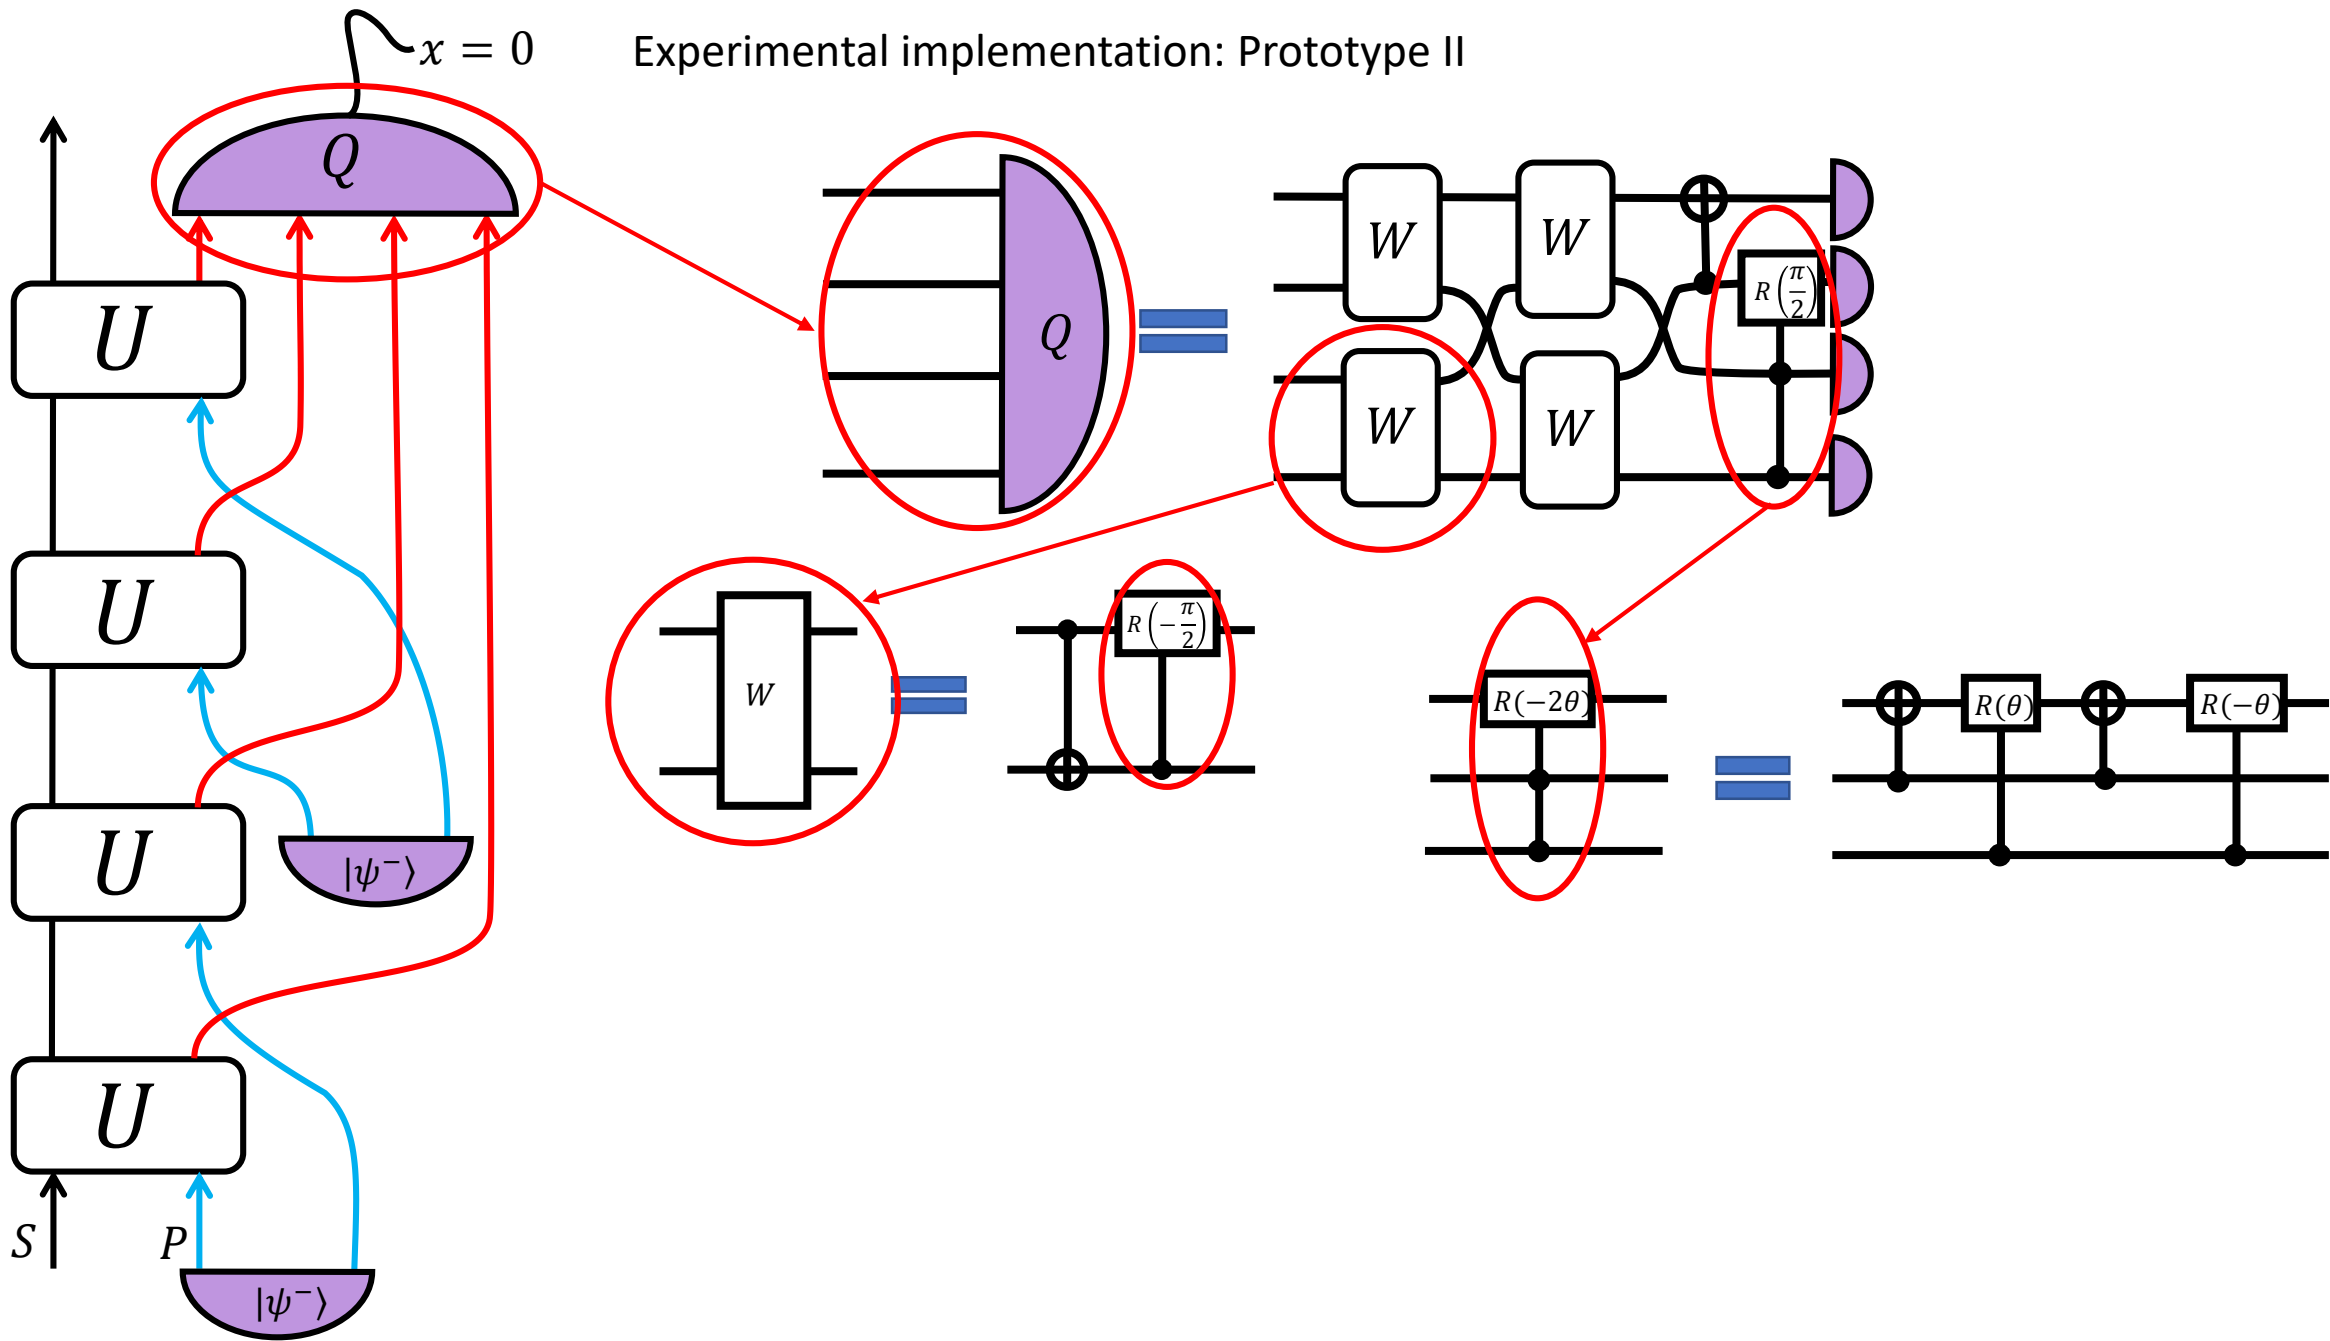 x = 0
Experimental implementation: Prototype II
Q
Q
W
W
W
W
R(π/2)
U
U
U
U
W
R(−π/2)
R(−2θ)
R(θ)
R(−θ)
|ψ⁻⟩
S
P
|ψ⁻⟩